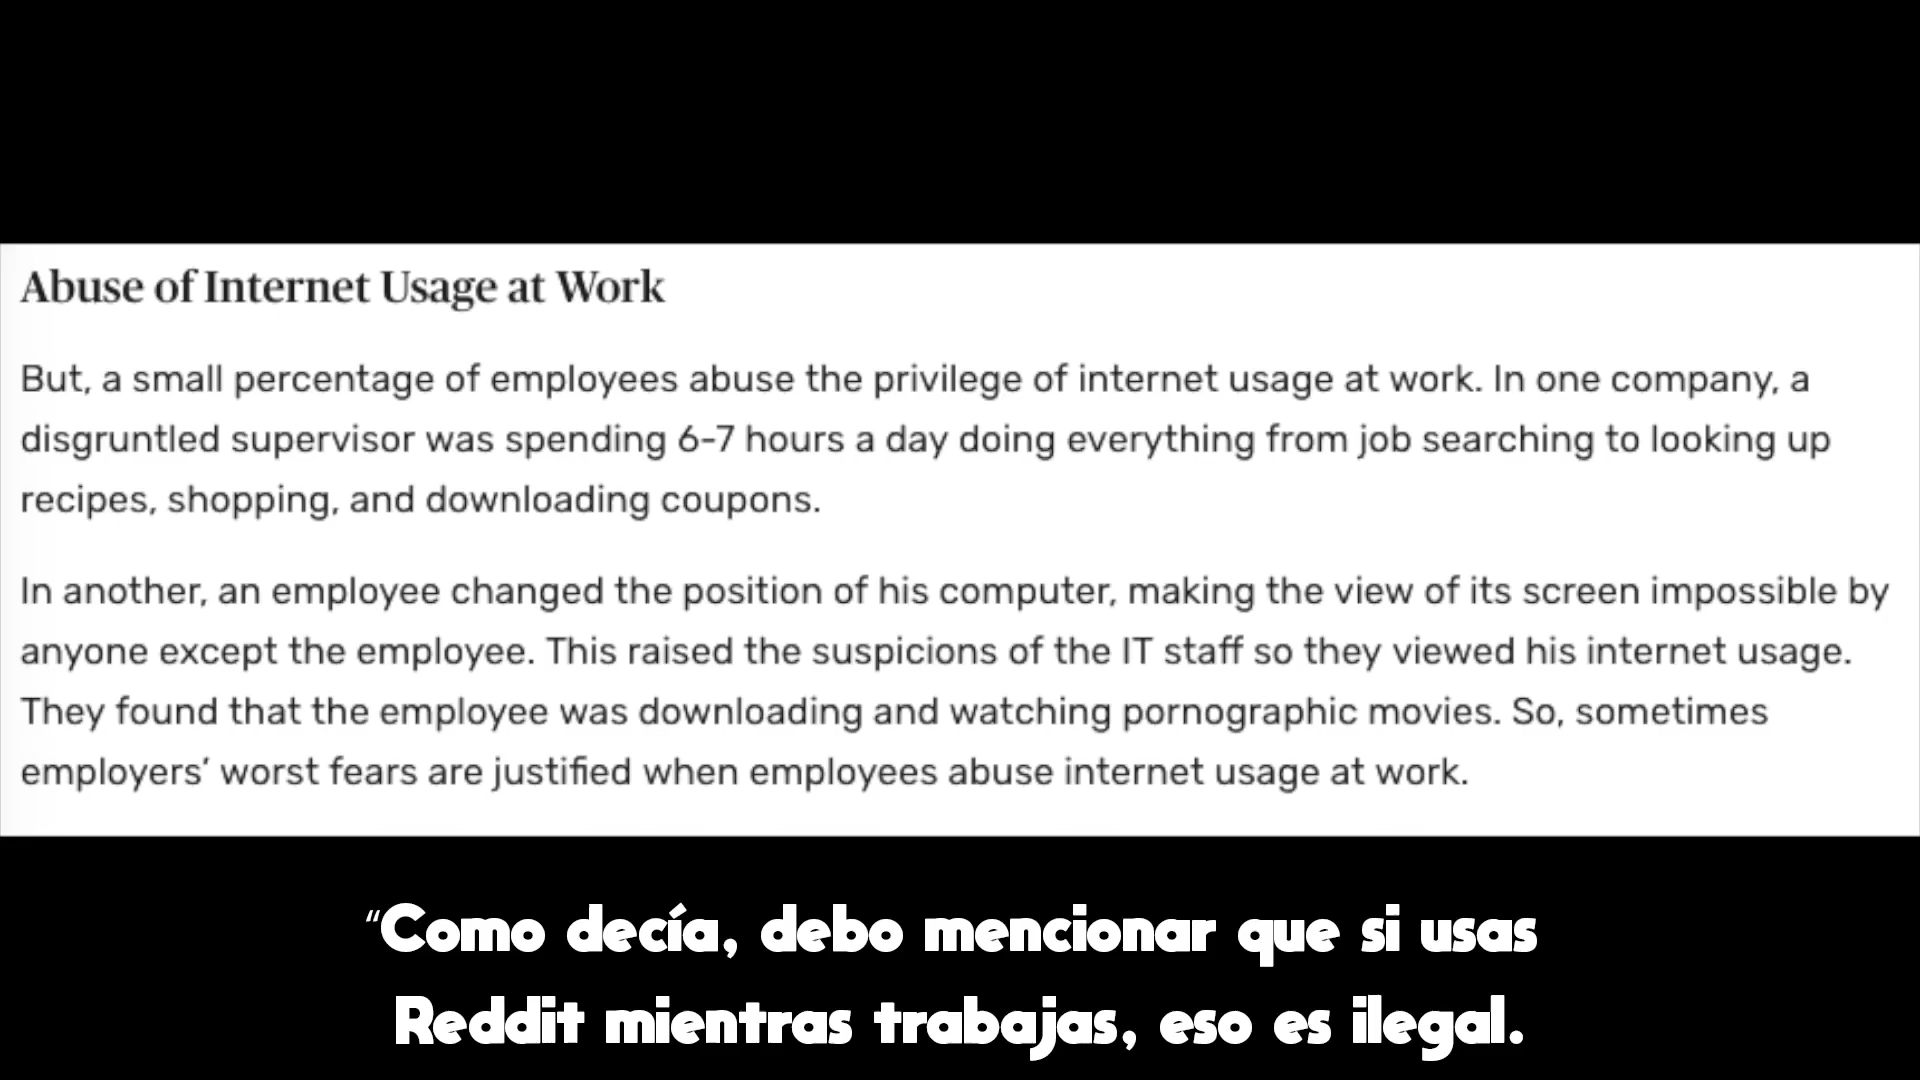 Abuse of Internet Usage at Work
But, a small percentage of employees abuse the privilege of internet usage at work. In one company, a
disgruntled supervisor was spending 6-7 hours a day doing everything from job searching to looking up
recipes, shopping, and downloading coupons.
In another, an employee changed the position of his computer, making the view of its screen impossible by
anyone except the employee. This raised the suspicions of the IT staff so they viewed his internet usage.
They found that the employee was downloading and watching pornographic movies. So, sometimes
employers’ worst fears are justified when employees abuse internet usage at work.
“Como decía, debo mencionar que si usas
Reddit mientras trabajas, eso es ilegal.